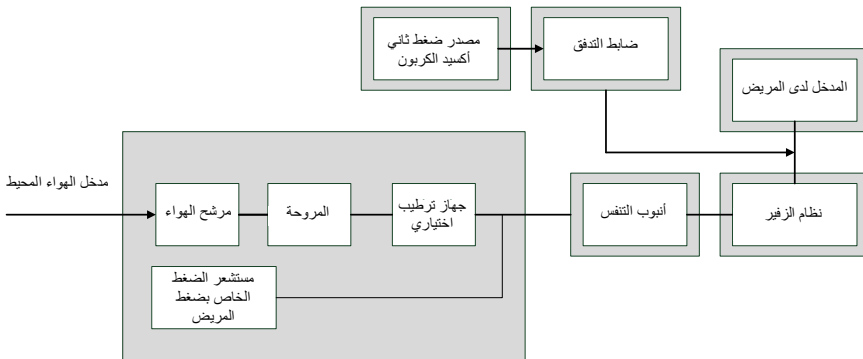 مصدر ضغط ثاني
أكسيد الكربون
ضابط التدفق
المدخل لدى المريض
مدخل الهواء المحيط
مرشح الهواء
المروحة
جهاز ترطيب
اختياري
أنبوب التنفس
نظام الزفير
مستشعر الضغط
الخاص بضغط
المريض